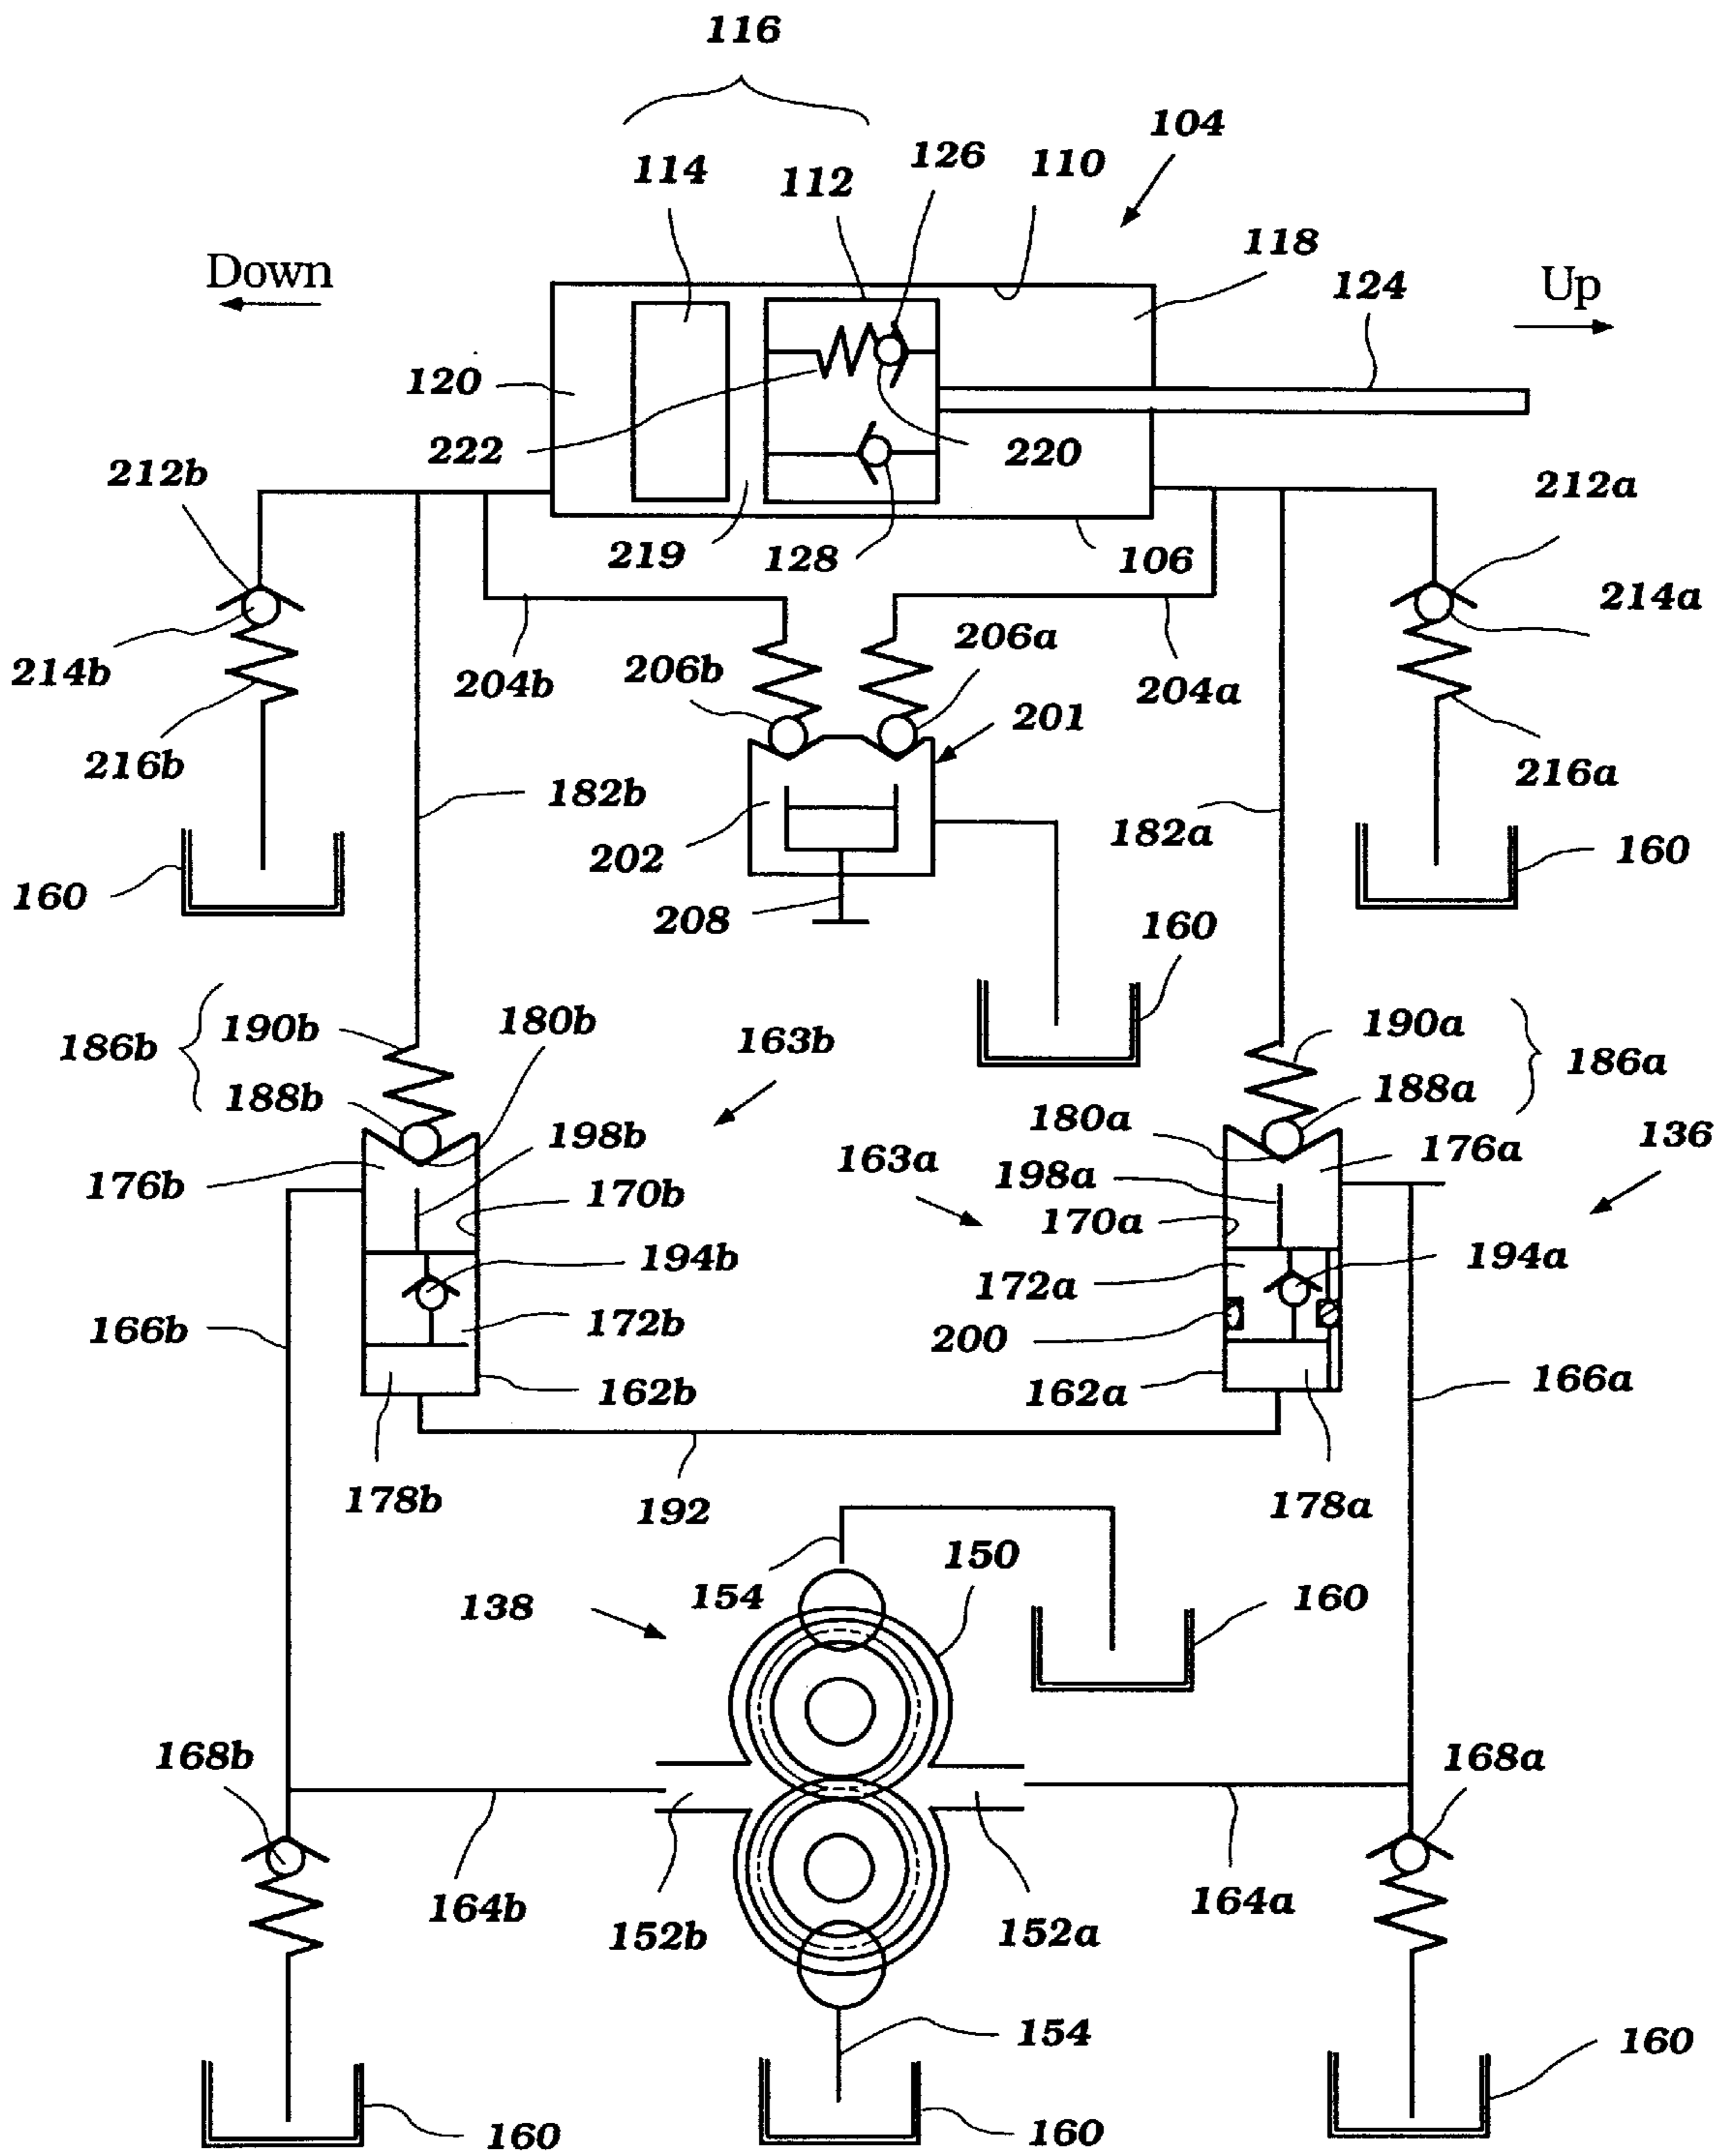 116
104
126
110
114
112
118
Down
124
Up
120
222
220
212b
212a
219
128
106
214a
206a
214b
204b
206b
204a
201
216b
182b
216a
182a
202
160
160
208
160
190b
180b
190a
186b
163b
186a
188b
188a
180a
198b
136
163a
176a
176b
198a
170b
170a
194b
194a
172a
166b
172b
200
162b
162a
166a
178b
192
178a
150
154
138
160
168b
168a
164b
164a
152b
152a
154
160
160
160